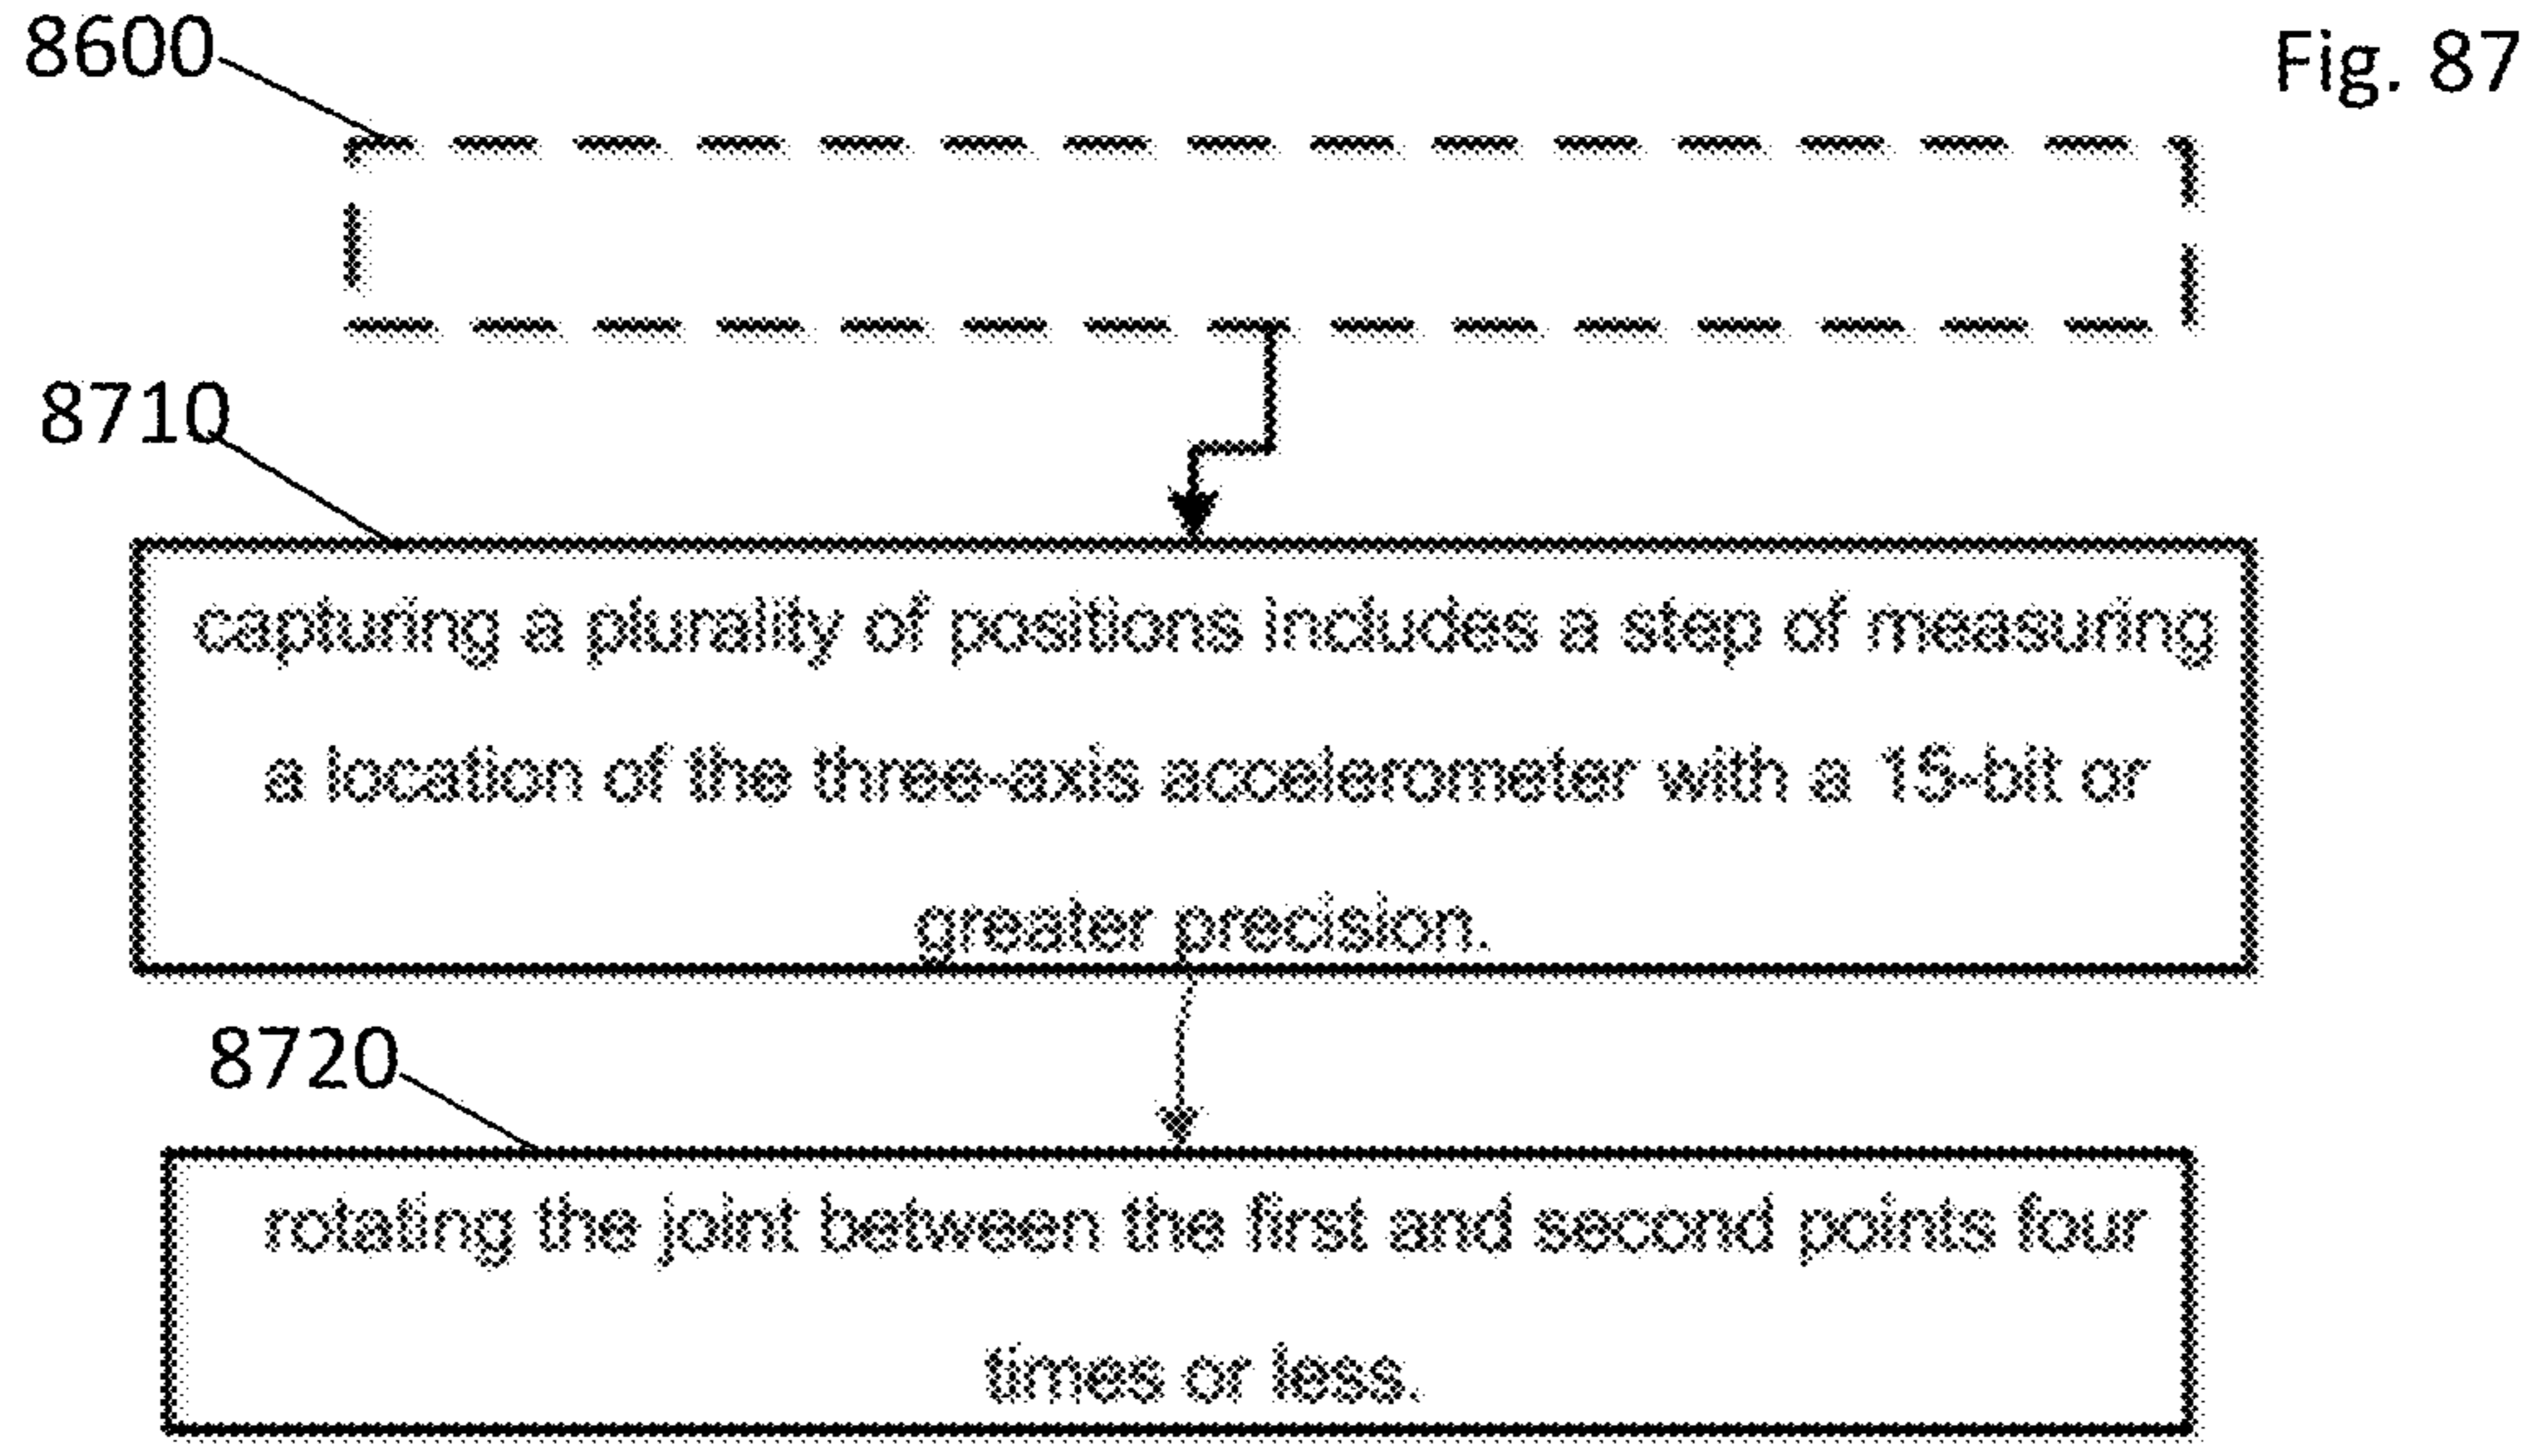 8600
Fig. 87
8710
capturing a plurality of positions includes a step of measuring
a location of the three-axis accelerometer with a 15-bit or
greater precision.
8720
rotating the joint between the first and second points four
times or less.